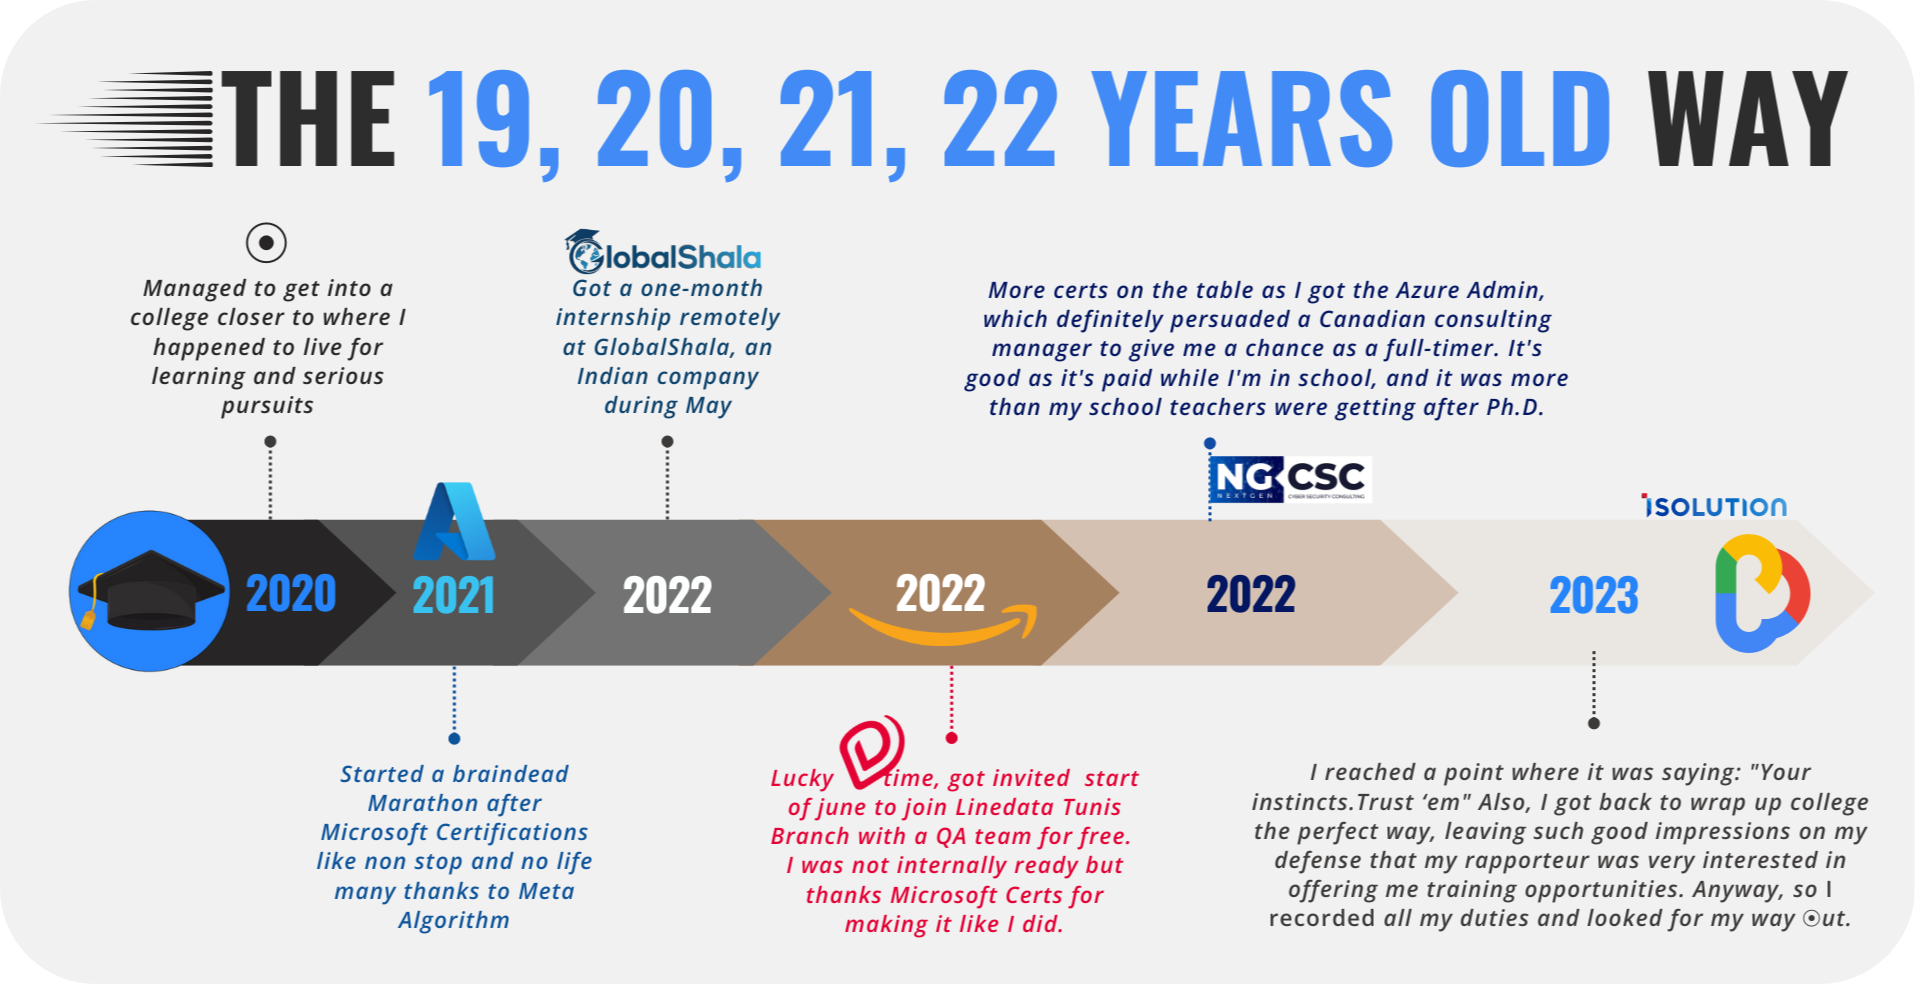 THE 19, 20, 21, 22 YEARS OLD WAY
Managed to get into a
college closer to where I
happened to live for
learning and serious
pursuits
GlobalShala
Got a one-month
internship remotely
at GlobalShala, an
Indian company
during May
More certs on the table as I got the Azure Admin,
which definitely persuaded a Canadian consulting
manager to give me a chance as a full-timer. It's
good as it's paid while I'm in school, and it was more
than my school teachers were getting after Ph.D.
NG CSC
NEXTGEN CYBER SECURITY CONSULTING
ISOLUTION
2020
2021
2022
2022
2022
2023
Started a braindead
Marathon after
Microsoft Certifications
like non stop and no life
many thanks to Meta
Algorithm
Lucky time, got invited start
of june to join Linedata Tunis
Branch with a QA team for free.
I was not internally ready but
thanks Microsoft Certs for
making it like I did.
I reached a point where it was saying: "Your
instincts.Trust ‘em" Also, I got back to wrap up college
the perfect way, leaving such good impressions on my
defense that my rapporteur was very interested in
offering me training opportunities. Anyway, so I
recorded all my duties and looked for my way ⦿ut.